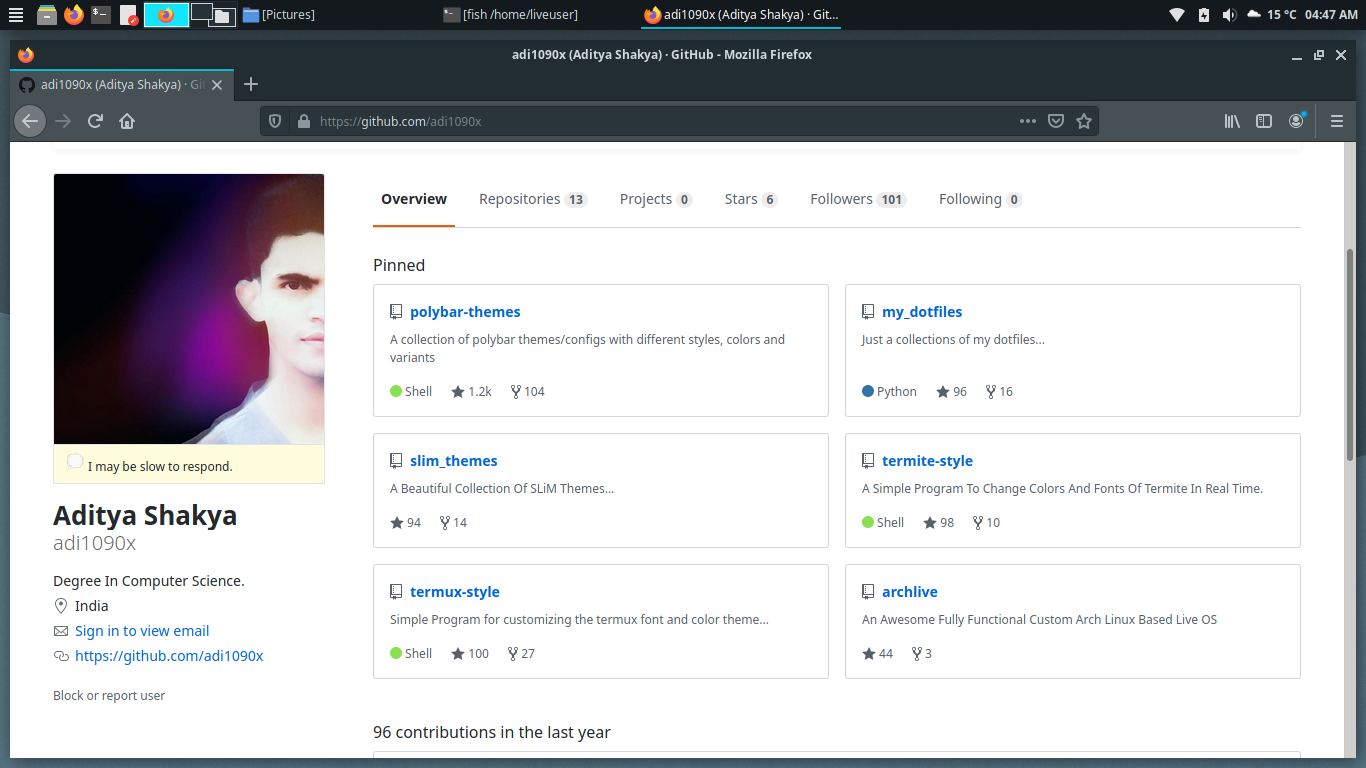 [Pictures]
[fish /home/liveuser]
adi1090x (Aditya Shakya) · Git...
15 °C
04:47 AM
adi1090x (Aditya Shakya) · GitHub - Mozilla Firefox
adi1090x (Aditya Shakya) · Git
https://github.com/adi1090x
Overview
Repositories 13
Projects 0
Stars 6
Followers 101
Following 0
Pinned
polybar-themes
A collection of polybar themes/configs with different styles, colors and
variants
Shell 1.2k 104
my_dotfiles
Just a collections of my dotfiles...
Python 96 16
slim_themes
A Beautiful Collection Of SLiM Themes...
94 14
termite-style
A Simple Program To Change Colors And Fonts Of Termite In Real Time.
Shell 98 10
termux-style
Simple Program for customizing the termux font and color theme...
Shell 100 27
archlive
An Awesome Fully Functional Custom Arch Linux Based Live OS
44 3
96 contributions in the last year
I may be slow to respond.
Aditya Shakya
adi1090x
Degree In Computer Science.
India
Sign in to view email
https://github.com/adi1090x
Block or report user